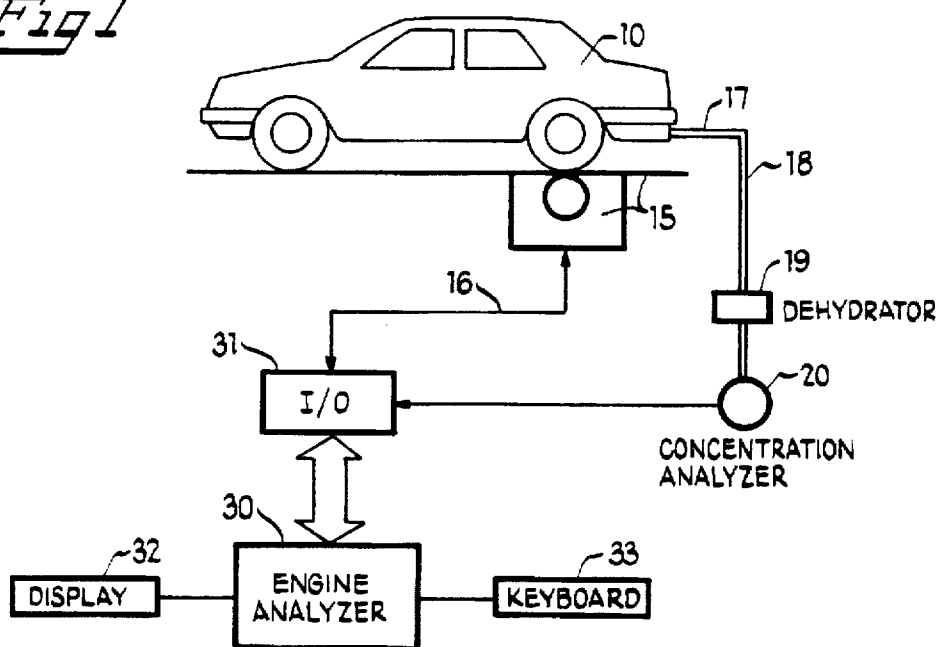 Fig 1
10
17
18
15
19
DEHYDRATOR
16
31
I/O
20
CONCENTRATION
ANALYZER
30
32
33
DISPLAY
ENGINE
ANALYZER
KEYBOARD